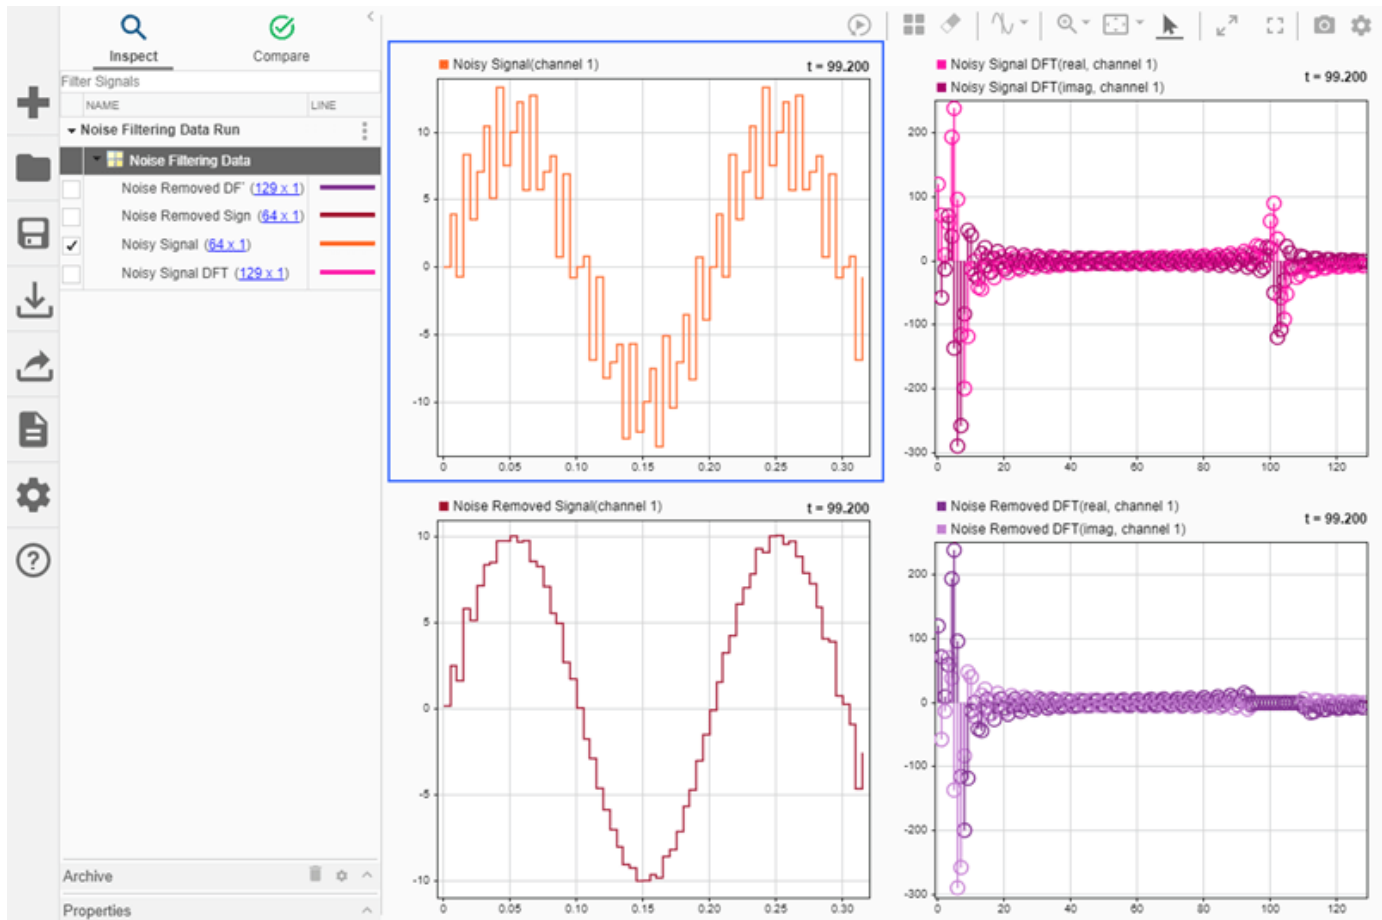 Inspect
Compare
Filter Signals
NAME LINE
Noise Filtering Data Run
Noise Filtering Data
Noise Removed DF (129 x 1)
Noise Removed Sign (64 x 1)
Noisy Signal (64 x 1)
Noisy Signal DFT (129 x 1)
Archive
Properties
Noisy Signal(channel 1) t = 99.200
10
5
0
-5
-10
0 0.05 0.10 0.15 0.20 0.25 0.30
Noisy Signal DFT(real, channel 1)
Noisy Signal DFT(imag, channel 1)
t = 99.200
200
100
0
-100
-200
-300
0 20 40 60 80 100 120
Noise Removed Signal(channel 1) t = 99.200
10
5
0
-5
-10
0 0.05 0.10 0.15 0.20 0.25 0.30
Noise Removed DFT(real, channel 1)
Noise Removed DFT(imag, channel 1)
t = 99.200
200
100
0
-100
-200
-300
0 20 40 60 80 100 120